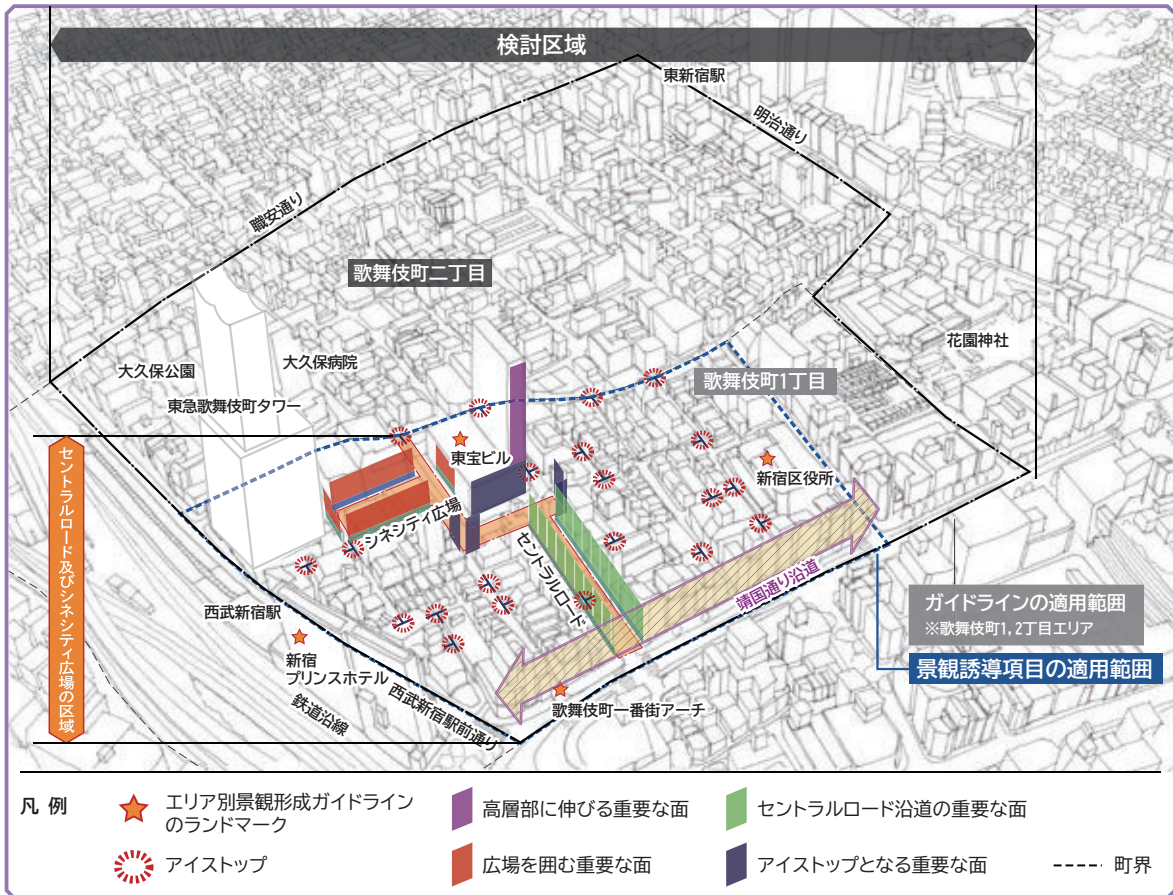 検討区域
東新宿駅
明治通り
職安通り
歌舞伎町二丁目
花園神社
大久保公園
大久保病院
東急歌舞伎町タワー
歌舞伎町1丁目
東宝ビル
新宿区役所
シネシティ広場
セントラルロード
セントラルロード及びシネシティ広場の区域
靖国通り沿道
西武新宿駅
新宿
プリンスホテル
西武新宿駅前通り
鉄道沿線
歌舞伎町一番街アーチ
ガイドラインの適用範囲
※歌舞伎町1,2丁目エリア
景観誘導項目の適用範囲
凡 例
エリア別景観形成ガイドライン
のランドマーク
高層部に伸びる重要な面
セントラルロード沿道の重要な面
アイストップ
広場を囲む重要な面
アイストップとなる重要な面
町界